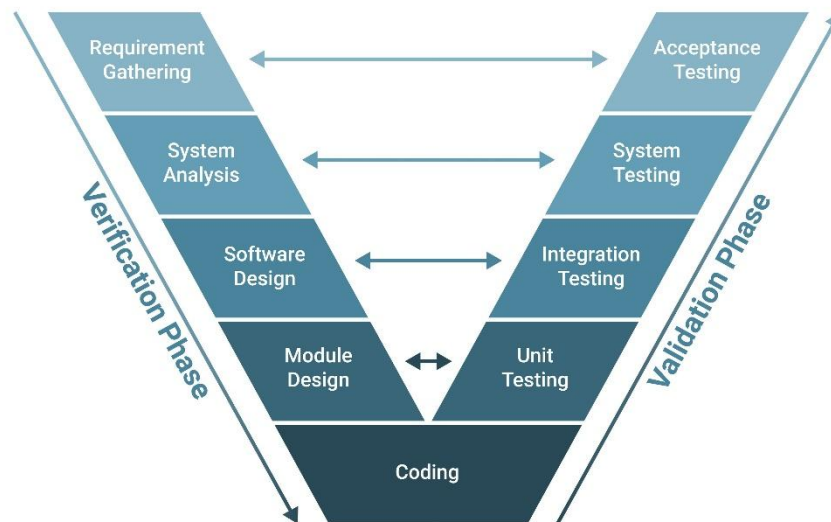 Requirement
Gathering
Acceptance
Testing
System
Analysis
System
Testing
Software
Design
Integration
Testing
Module
Design
Unit
Testing
Coding
Verification Phase
Validation Phase